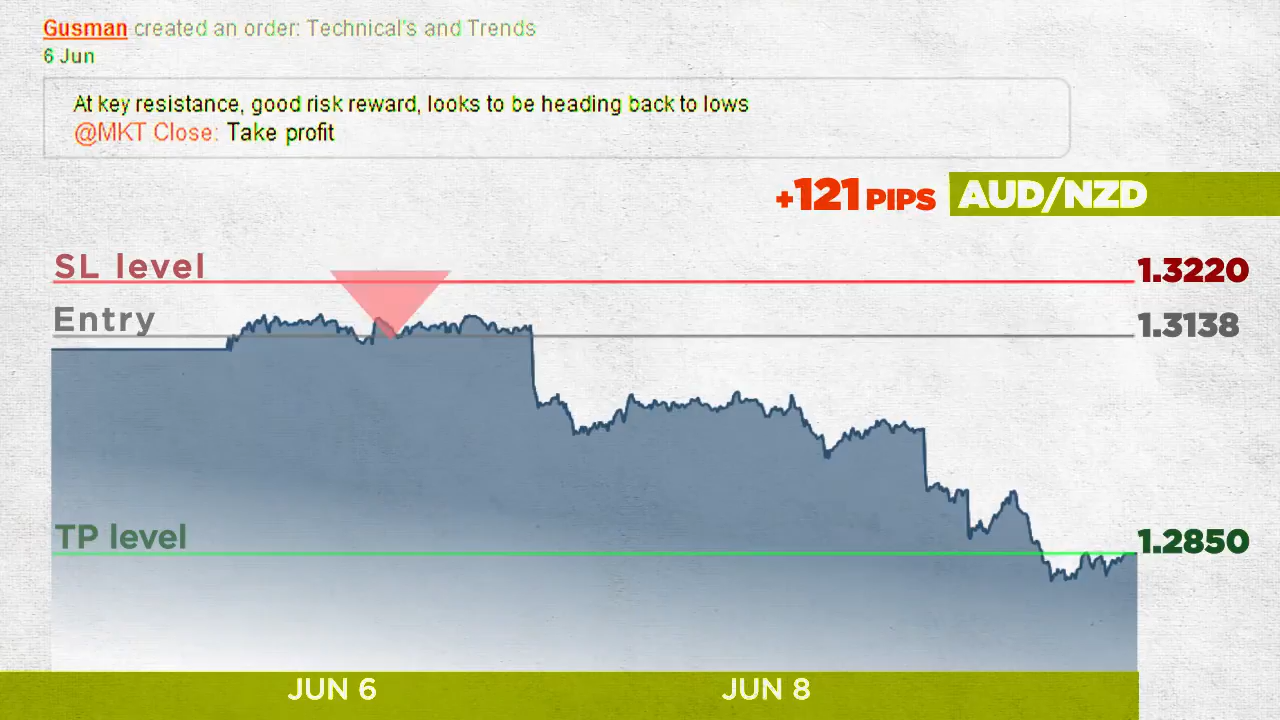 Gusman created an order: Technical's and Trends
6 Jun
At key resistance, good risk reward, looks to be heading back to lows
@MKT Close: Take profit
+121 PIPS AUD/NZD
SL level 1.3220
Entry 1.3138
TP level 1.2850
JUN 6 JUN 8